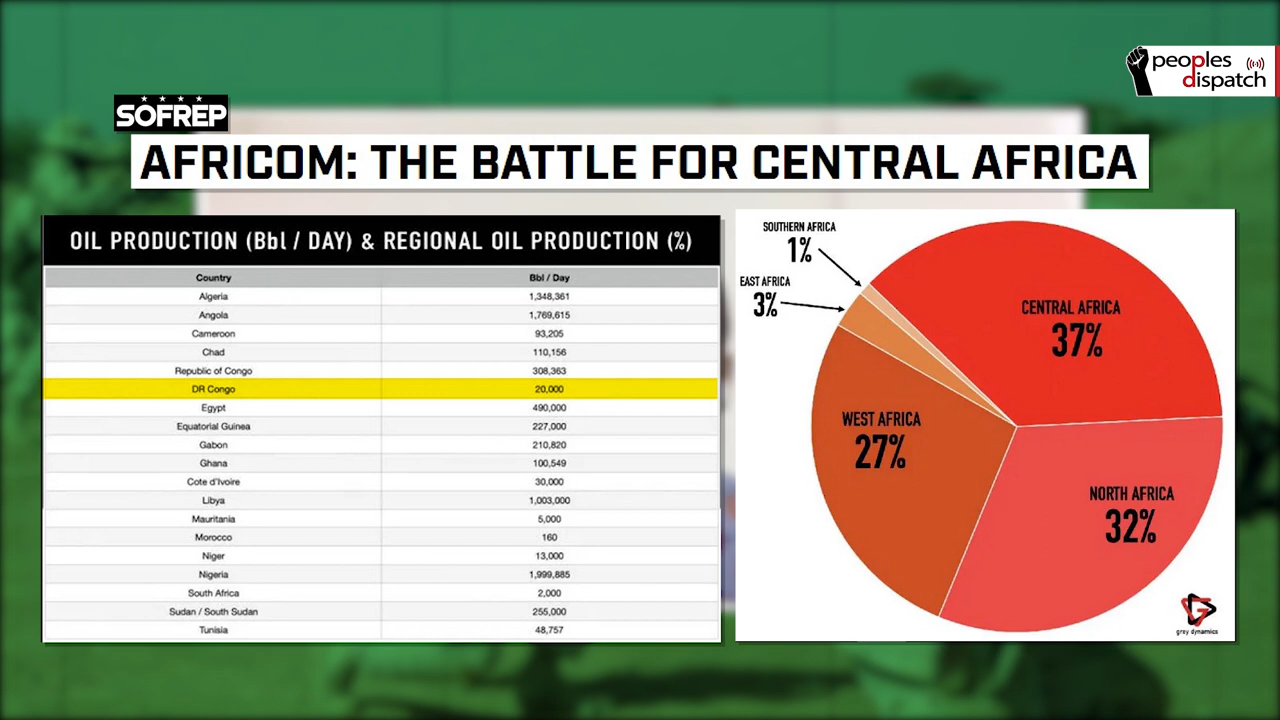 peoples
dispatch
SOFREP
AFRICOM: THE BATTLE FOR CENTRAL AFRICA
OIL PRODUCTION (Bbl / DAY) & REGIONAL OIL PRODUCTION (%)
Country Bbl / Day
Algeria 1,348,361
Angola 1,769,615
Cameroon 93,205
Chad 110,156
Republic of Congo 308,363
DR Congo 20,000
Egypt 490,000
Equatorial Guinea 227,000
Gabon 210,820
Ghana 100,549
Cote d'Ivoire 30,000
Libya 1,003,000
Mauritania 5,000
Morocco 160
Niger 13,000
Nigeria 1,999,885
South Africa 2,000
Sudan / South Sudan 255,000
Tunisia 48,757
SOUTHERN AFRICA
1%
EAST AFRICA
3%
CENTRAL AFRICA
37%
WEST AFRICA
27%
NORTH AFRICA
32%
grey dynamics